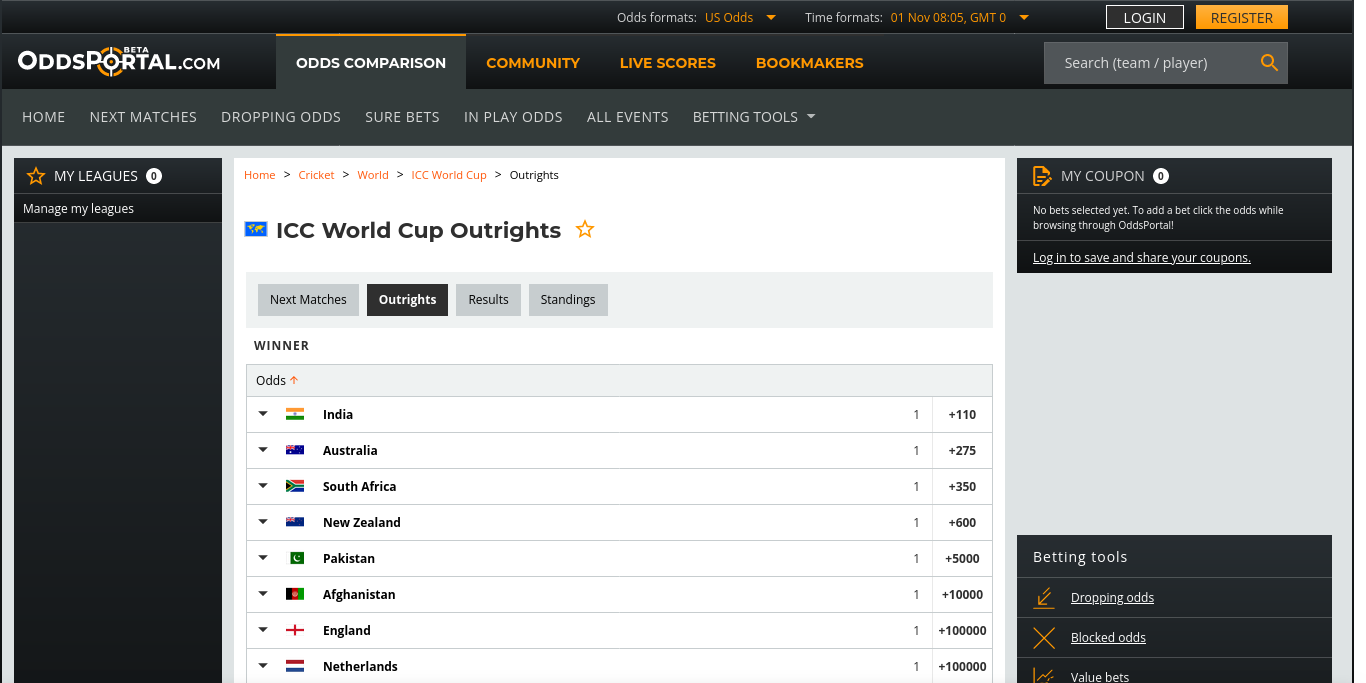 Odds formats: US Odds Time formats: 01 Nov 08:05, GMT 0 LOGIN REGISTER
ODDSPORTAL.COM BETA ODDS COMPARISON COMMUNITY LIVE SCORES BOOKMAKERS Search (team / player)
HOME NEXT MATCHES DROPPING ODDS SURE BETS IN PLAY ODDS ALL EVENTS BETTING TOOLS
MY LEAGUES 0
Manage my leagues
Home > Cricket > World > ICC World Cup > Outrights
ICC World Cup Outrights
Next Matches Outrights Results Standings
WINNER
Odds
India 1 +110
Australia 1 +275
South Africa 1 +350
New Zealand 1 +600
Pakistan 1 +5000
Afghanistan 1 +10000
England 1 +100000
Netherlands 1 +100000
MY COUPON 0
No bets selected yet. To add a bet click the odds while
browsing through OddsPortal!
Log in to save and share your coupons.
Betting tools
Dropping odds
Blocked odds
Value bets